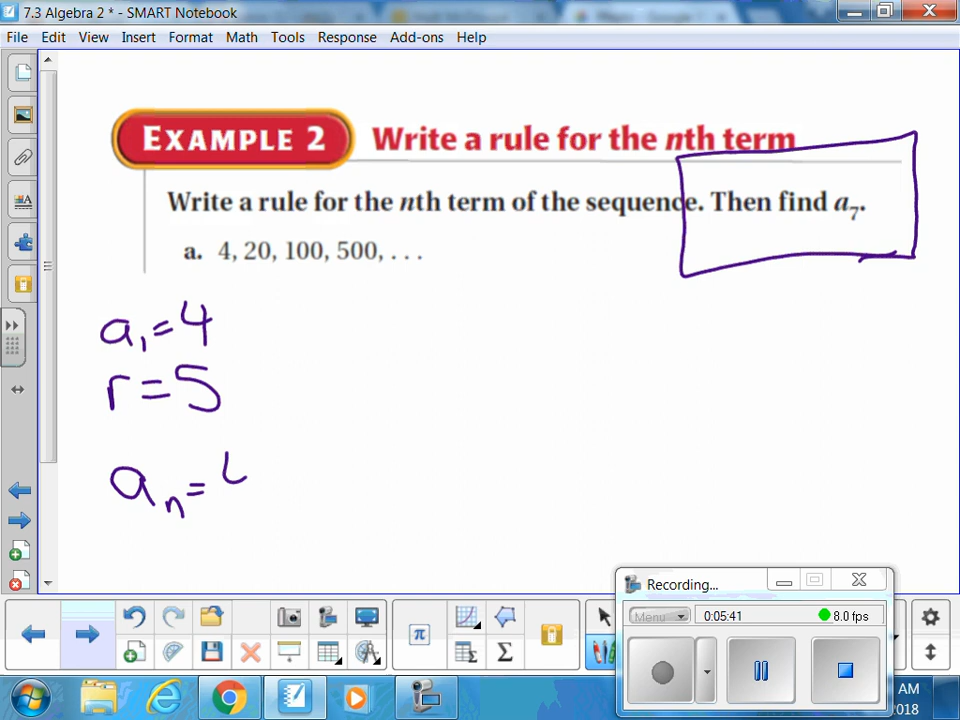 7.3 Algebra 2 * - SMART Notebook
File Edit View Insert Format Math Tools Response Add-ons Help
EXAMPLE 2 Write a rule for the nth term
Write a rule for the nth term of the sequence. Then find a₇.
a. 4, 20, 100, 500, . . .
a₁ = 4
r = 5
aₙ =
Recording...
Menu 0:05:41 8.0 fps
π
Σ
AM
018